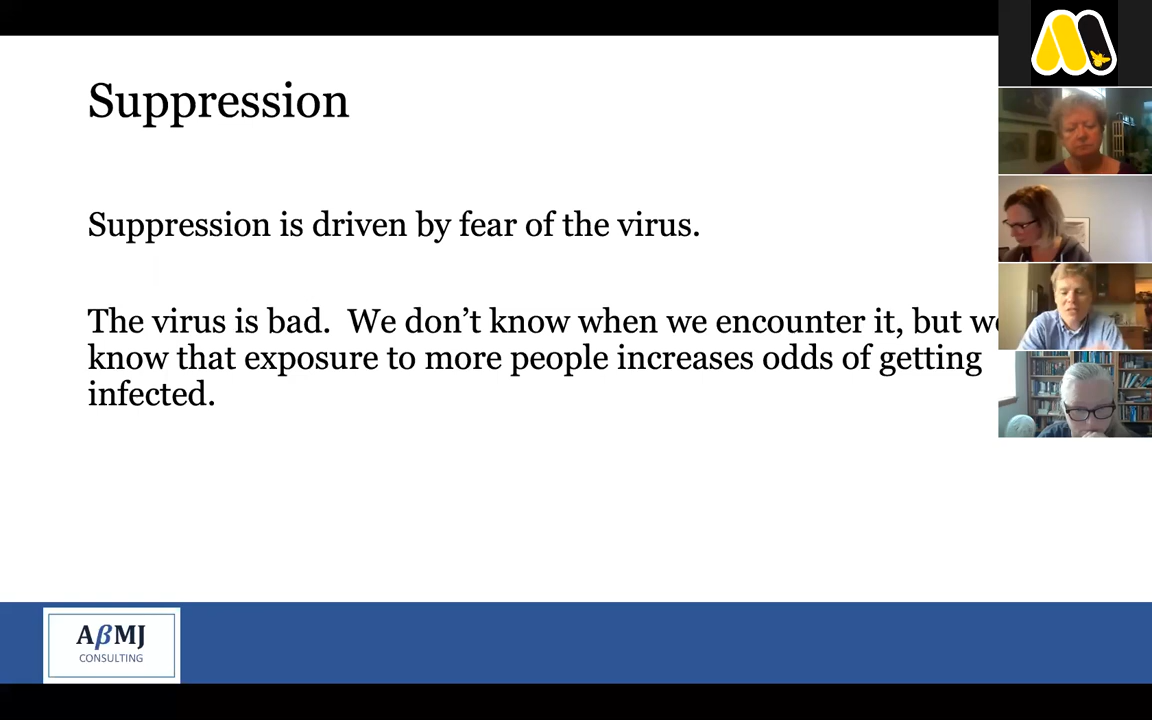 Suppression
Suppression is driven by fear of the virus.
The virus is bad.  We don’t know when we encounter it, but we
know that exposure to more people increases odds of getting
infected.
AβMJ
CONSULTING